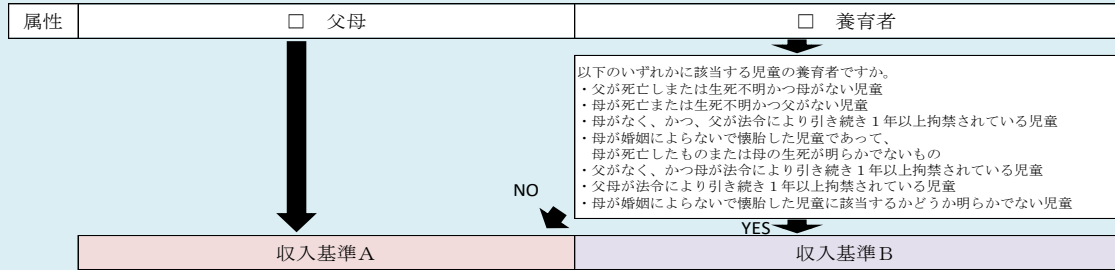 属性 □ 父母 □ 養育者
以下のいずれかに該当する児童の養育者ですか。
・父が死亡しまたは生死不明かつ母がない児童
・母が死亡または生死不明かつ父がない児童
・母がなく、かつ、父が法令により引き続き１年以上拘禁されている児童
・母が婚姻によらないで懐胎した児童であって、
母が死亡したものまたは母の生死が明らかでないもの
・父がなく、かつ母が法令により引き続き１年以上拘禁されている児童
・父母が法令により引き続き１年以上拘禁されている児童
・母が婚姻によらないで懐胎した児童に該当するかどうか明らかでない児童
NO
YES
収入基準Ａ 収入基準Ｂ